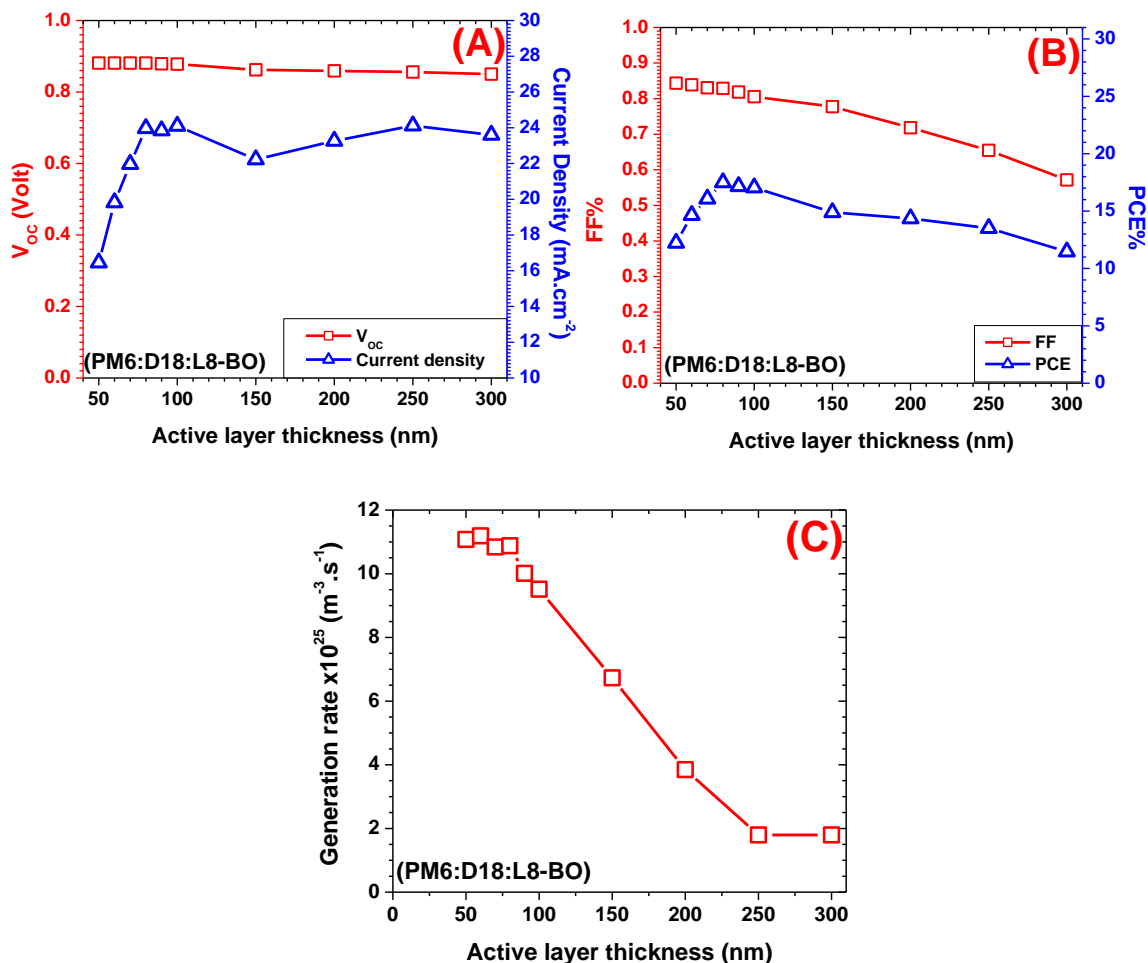 (A)
1.0
0.8
0.6
0.4
0.2
0.0
V_OC (Volt)
30
28
26
24
22
20
18
16
14
12
10
Current Density (mA.cm⁻²)
V_OC
Current density
(PM6:D18:L8-BO)
50 100 150 200 250 300
Active layer thickness (nm)
(B)
1.0
0.9
0.8
0.7
0.6
0.5
0.4
0.3
0.2
0.1
0.0
FF%
30
25
20
15
10
5
0
PCE%
FF
PCE
(PM6:D18:L8-BO)
50 100 150 200 250 300
Active layer thickness (nm)
(C)
12
10
8
6
4
2
0
Generation rate x10²⁵ (m⁻³.s⁻¹)
(PM6:D18:L8-BO)
0 50 100 150 200 250 300
Active layer thickness (nm)